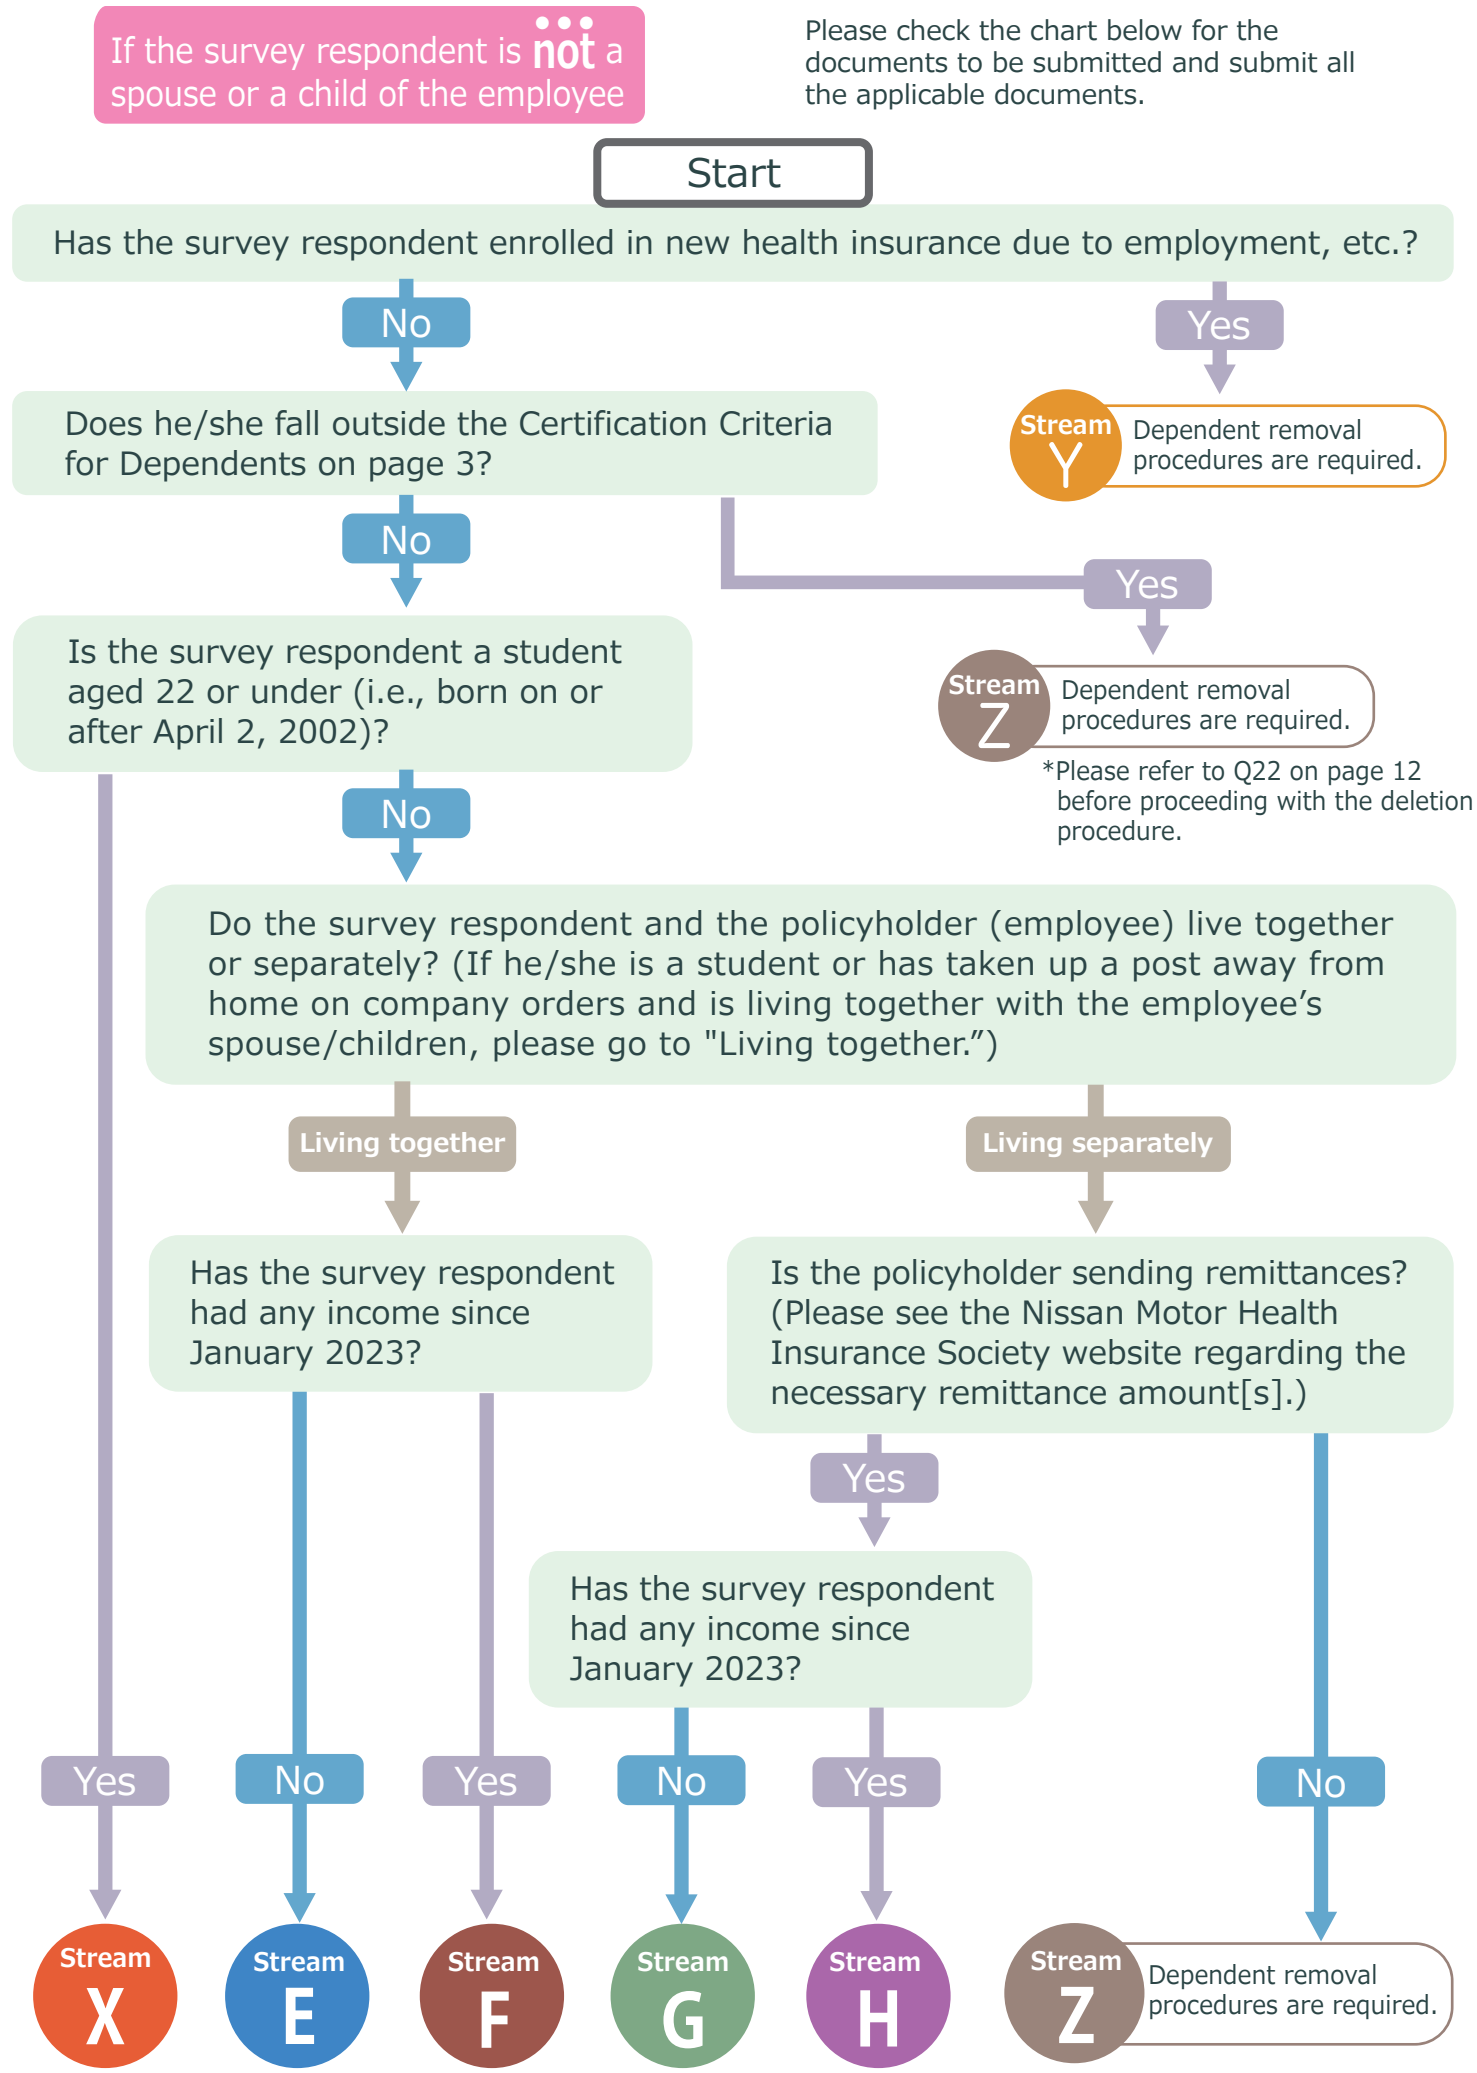 If the survey respondent is not a
spouse or a child of the employee
Please check the chart below for the
documents to be submitted and submit all
the applicable documents.
Start
Has the survey respondent enrolled in new health insurance due to employment, etc.?
No
Yes
Does he/she fall outside the Certification Criteria
for Dependents on page 3?
Stream
Y
Dependent removal
procedures are required.
No
Yes
Is the survey respondent a student
aged 22 or under (i.e., born on or
after April 2, 2002)?
Stream
Z
Dependent removal
procedures are required.
*Please refer to Q22 on page 12
before proceeding with the deletion
procedure.
No
Do the survey respondent and the policyholder (employee) live together
or separately? (If he/she is a student or has taken up a post away from
home on company orders and is living together with the employee’s
spouse/children, please go to "Living together.”)
Living together
Living separately
Has the survey respondent
had any income since
January 2023?
Is the policyholder sending remittances?
(Please see the Nissan Motor Health
Insurance Society website regarding the
necessary remittance amount[s].)
Yes
Has the survey respondent
had any income since
January 2023?
Yes
No
Yes
No
Yes
No
Stream
X
Stream
E
Stream
F
Stream
G
Stream
H
Stream
Z
Dependent removal
procedures are required.